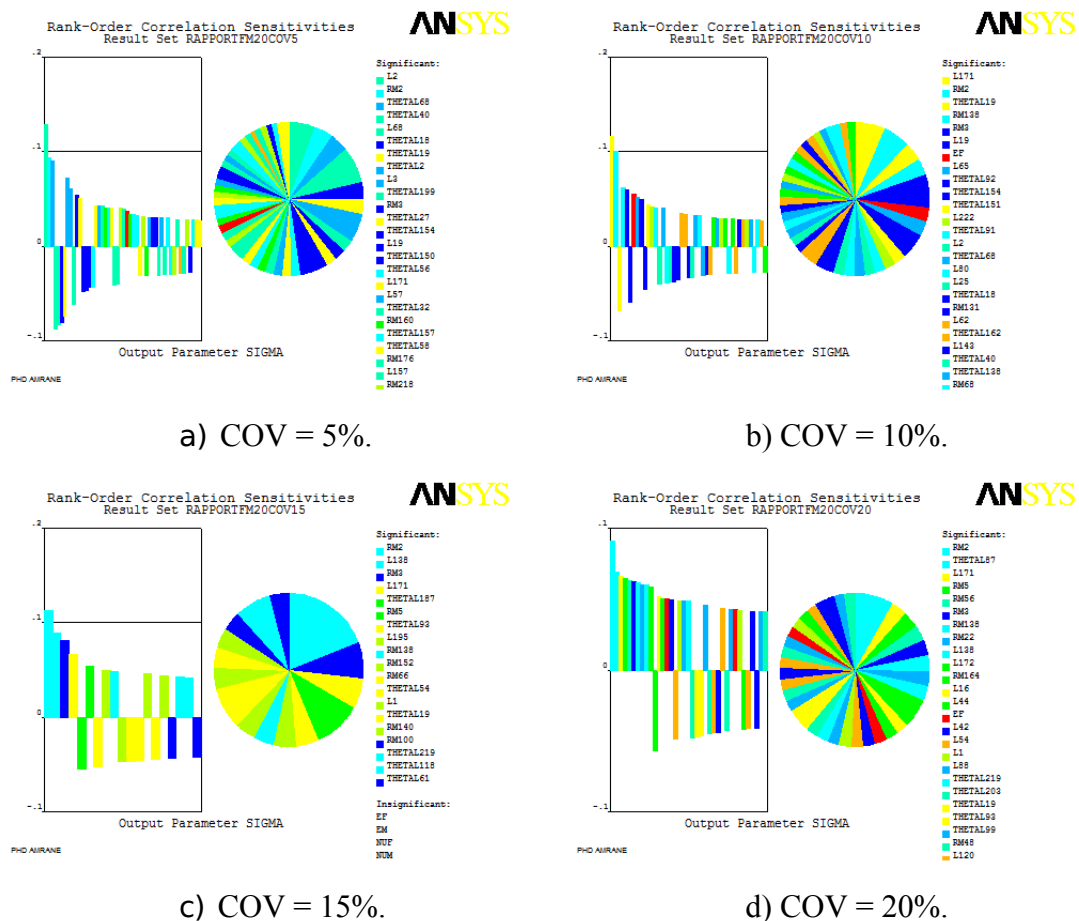 Rank-Order Correlation Sensitivities
Result Set RAPPORTFM20COV5
ANSYS
.2
.1
0
-.1
Output Parameter SIGMA
PHD AMRANE
Significant:
L2
RM2
THETAL68
THETAL40
L68
THETAL18
THETAL19
THETAL2
L3
THETAL199
RM3
THETAL27
THETAL154
L19
THETAL150
THETAL56
L171
L57
THETAL32
RM160
THETAL157
THETAL58
RM176
L157
RM218
a) COV = 5%.
Rank-Order Correlation Sensitivities
Result Set RAPPORTFM20COV10
ANSYS
.2
.1
0
-.1
Output Parameter SIGMA
PHD AMRANE
Significant:
L171
RM2
THETAL19
RM138
RM3
L19
EF
L65
THETAL92
THETAL154
THETAL151
L222
THETAL91
L2
THETAL68
L80
L25
THETAL18
RM131
L62
THETAL162
L143
THETAL40
THETAL138
RM68
b) COV = 10%.
Rank-Order Correlation Sensitivities
Result Set RAPPORTFM20COV15
ANSYS
.2
.1
0
-.1
Output Parameter SIGMA
PHD AMRANE
Significant:
RM2
L138
RM3
L171
THETAL187
RM5
THETAL93
L195
RM138
RM152
RM66
THETAL54
L1
THETAL19
RM140
RM100
THETAL219
THETAL118
THETAL61
Insignificant:
EF
EM
NUF
NUM
c) COV = 15%.
Rank-Order Correlation Sensitivities
Result Set RAPPORTFM20COV20
ANSYS
.1
0
-.1
Output Parameter SIGMA
PHD AMRANE
Significant:
RM2
THETAL87
L171
RM5
RM56
RM3
RM138
RM22
L138
L172
RM164
L16
L44
EF
L42
L54
L1
L88
THETAL219
THETAL203
THETAL19
THETAL93
THETAL99
RM48
L120
d) COV = 20%.